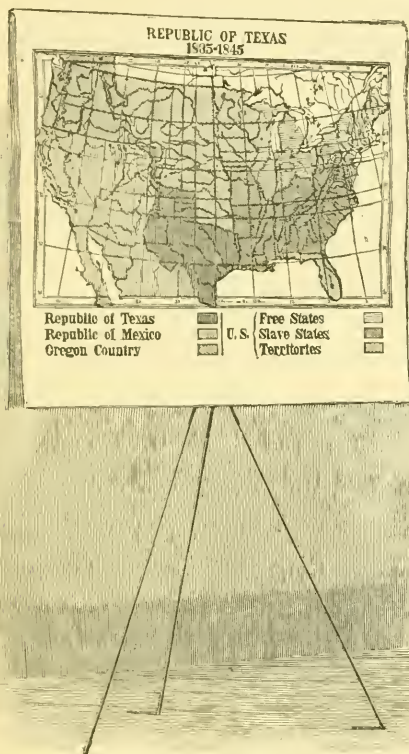 REPUBLIC OF TEXAS
1835-1845
Republic of Texas
Republic of Mexico
Oregon Country
U.S.
Free States
Slave States
Territories